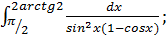 ∫_{π/2}^{2arctg2} dx / (sin²x(1−cosx)) ;